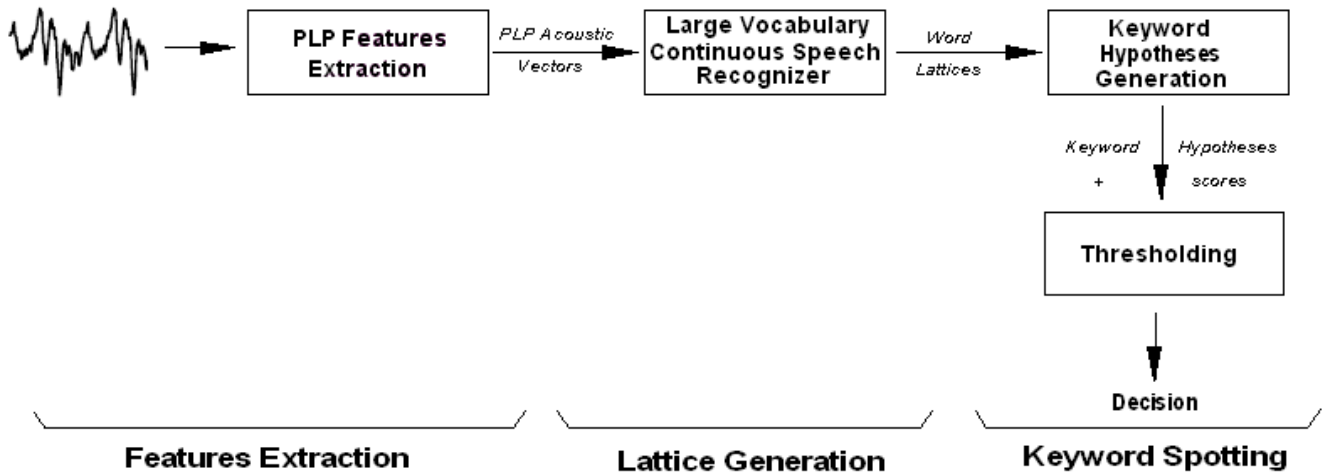 PLP Features
Extraction
PLP Acoustic
Vectors
Large Vocabulary
Continuous Speech
Recognizer
Word
Lattices
Keyword
Hypotheses
Generation
Keyword Hypotheses
+ scores
Thresholding
Decision
Features Extraction
Lattice Generation
Keyword Spotting